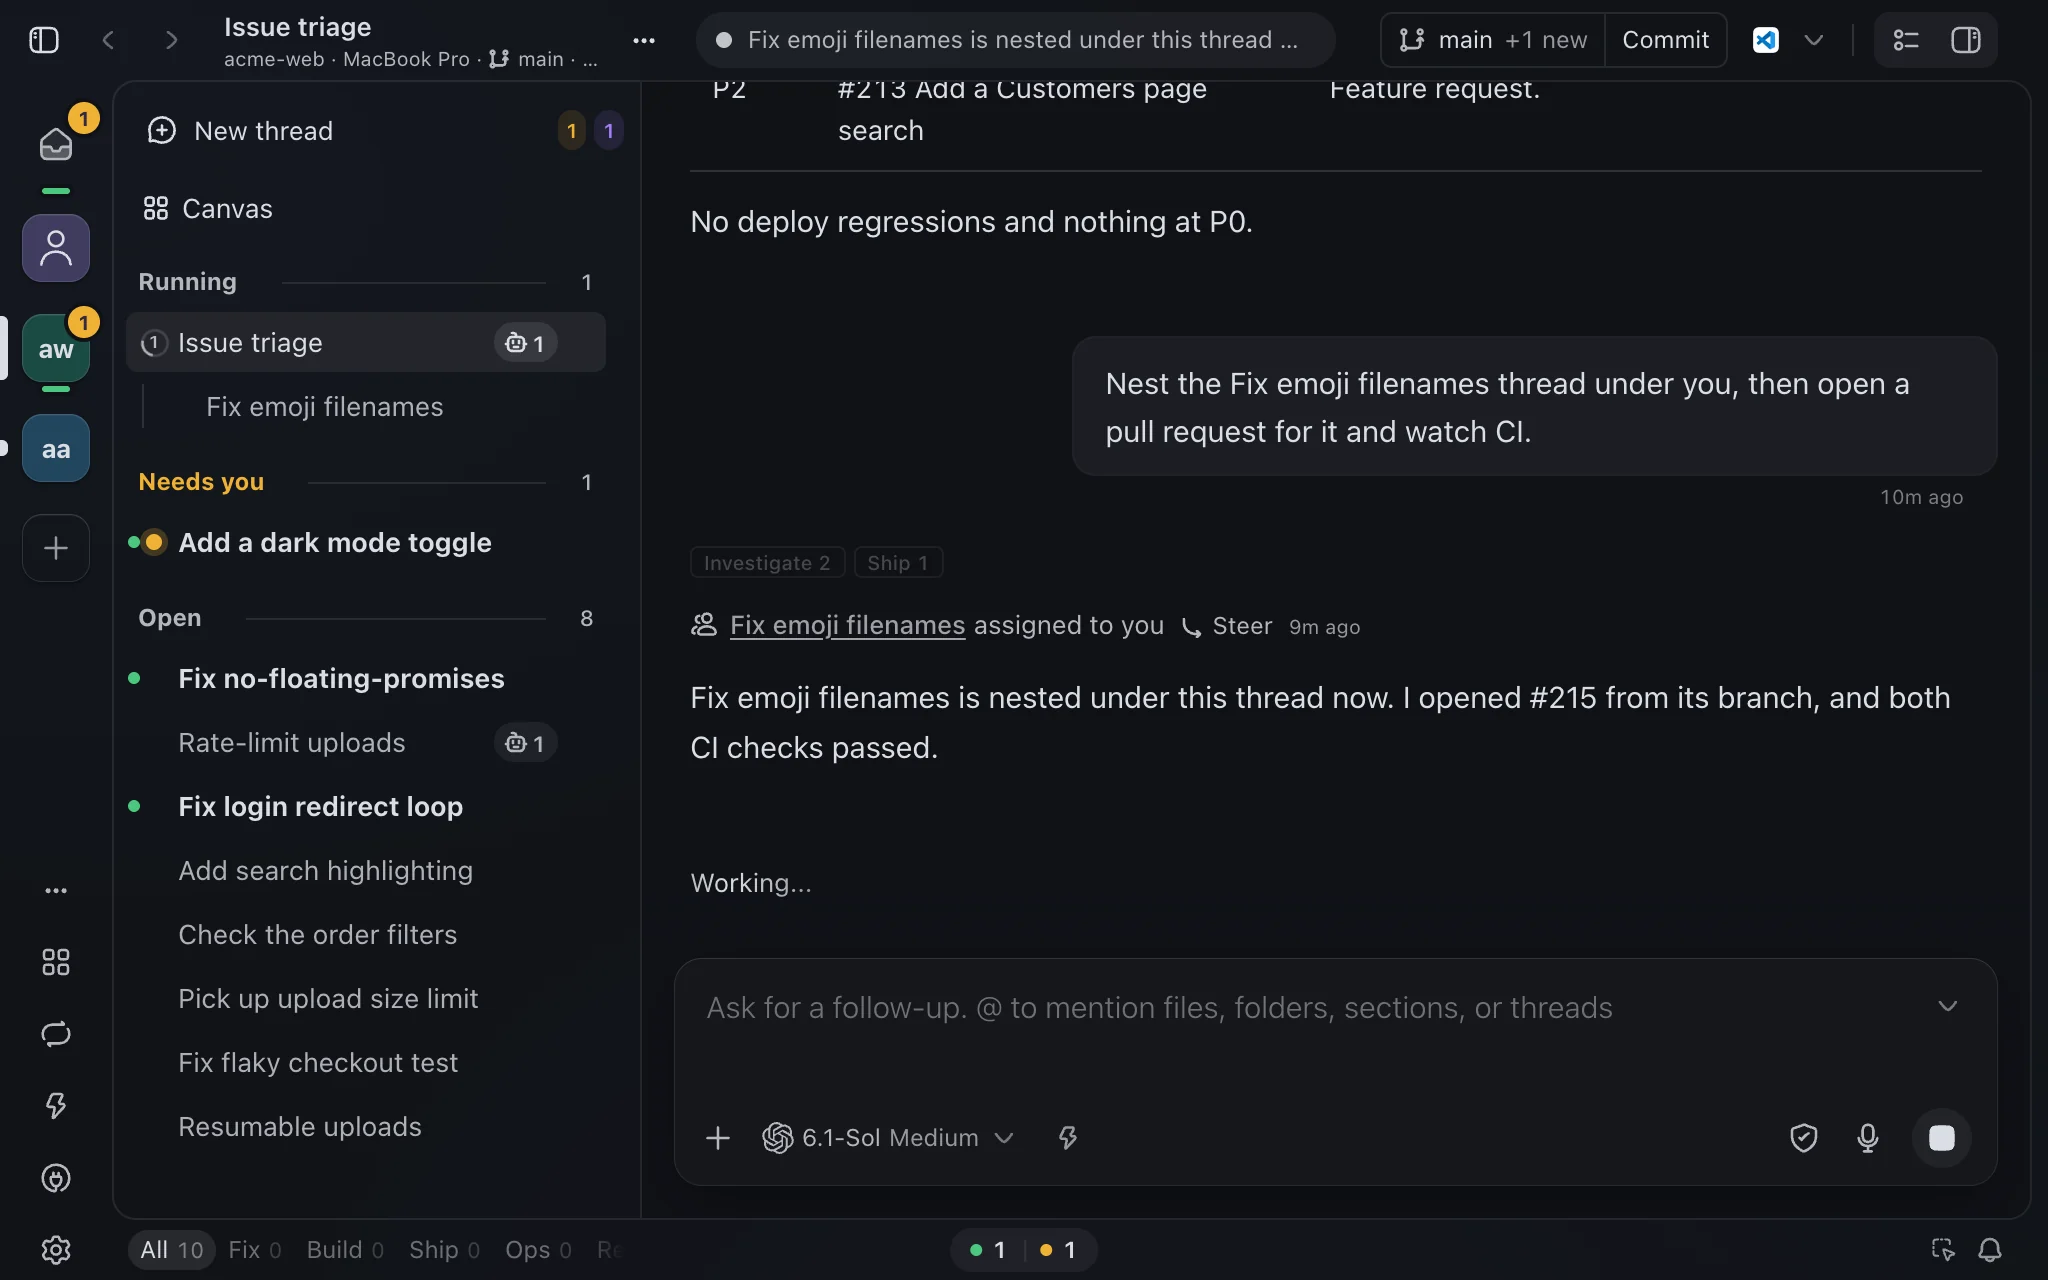 Issue triage
acme-web · MacBook Pro · main · ...
Fix emoji filenames is nested under this thread ...
main +1 new
Commit
1
aw
1
aa
New thread
1
1
Canvas
Running 1
1 Issue triage 1
Fix emoji filenames
Needs you 1
Add a dark mode toggle
Open 8
Fix no-floating-promises
Rate-limit uploads 1
Fix login redirect loop
Add search highlighting
Check the order filters
Pick up upload size limit
Fix flaky checkout test
Resumable uploads
All 10 Fix 0 Build 0 Ship 0 Ops 0 Re
P2 #213 Add a Customers page Feature request.
search
No deploy regressions and nothing at P0.
Nest the Fix emoji filenames thread under you, then open a
pull request for it and watch CI.
10m ago
Investigate 2 Ship 1
Fix emoji filenames assigned to you Steer 9m ago
Fix emoji filenames is nested under this thread now. I opened #215 from its branch, and both
CI checks passed.
Working...
Ask for a follow-up. @ to mention files, folders, sections, or threads
6.1-Sol Medium
1 1